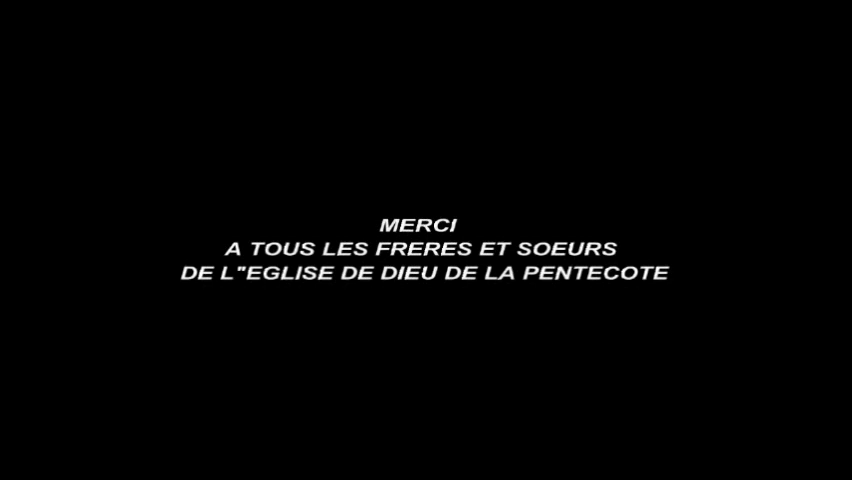 MERCI
A TOUS LES FRERES ET SOEURS
DE L"EGLISE DE DIEU DE LA PENTECOTE